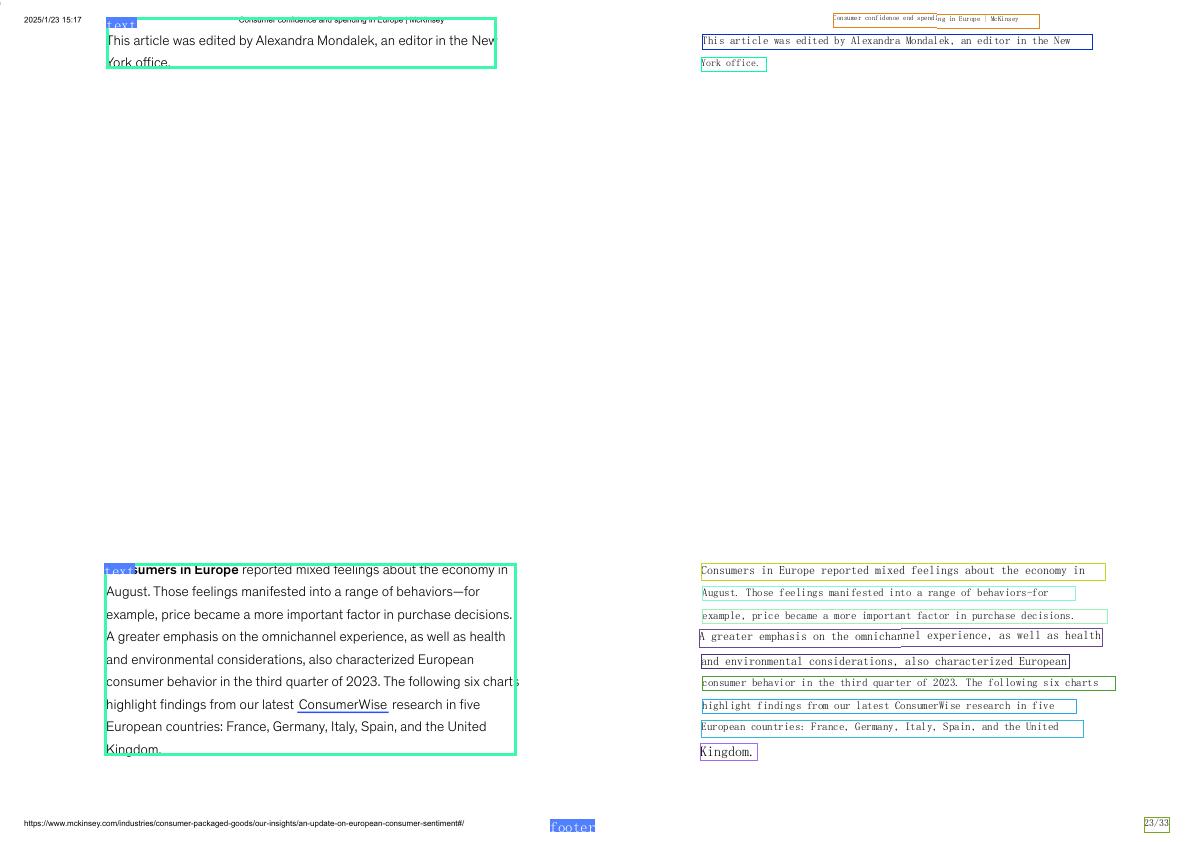 2025/1/23 15:17
Consumer confidence and spending in Europe | McKinsey
text
This article was edited by Alexandra Mondalek, an editor in the New
York office.
text
sumers in Europe reported mixed feelings about the economy in
August. Those feelings manifested into a range of behaviors—for
example, price became a more important factor in purchase decisions.
A greater emphasis on the omnichannel experience, as well as health
and environmental considerations, also characterized European
consumer behavior in the third quarter of 2023. The following six charts
highlight findings from our latest ConsumerWise research in five
European countries: France, Germany, Italy, Spain, and the United
Kingdom.
https://www.mckinsey.com/industries/consumer-packaged-goods/our-insights/an-update-on-european-consumer-sentiment#/
footer
Consumer confidence end spending in Europe | McKinsey
This article was edited by Alexandra Mondalek, an editor in the New
York office.
Consumers in Europe reported mixed feelings about the economy in
August. Those feelings manifested into a range of behaviors—for
example, price became a more important factor in purchase decisions.
A greater emphasis on the omnichannel experience, as well as health
and environmental considerations, also characterized European
consumer behavior in the third quarter of 2023. The following six charts
highlight findings from our latest ConsumerWise research in five
European countries: France, Germany, Italy, Spain, and the United
Kingdom.
23/33